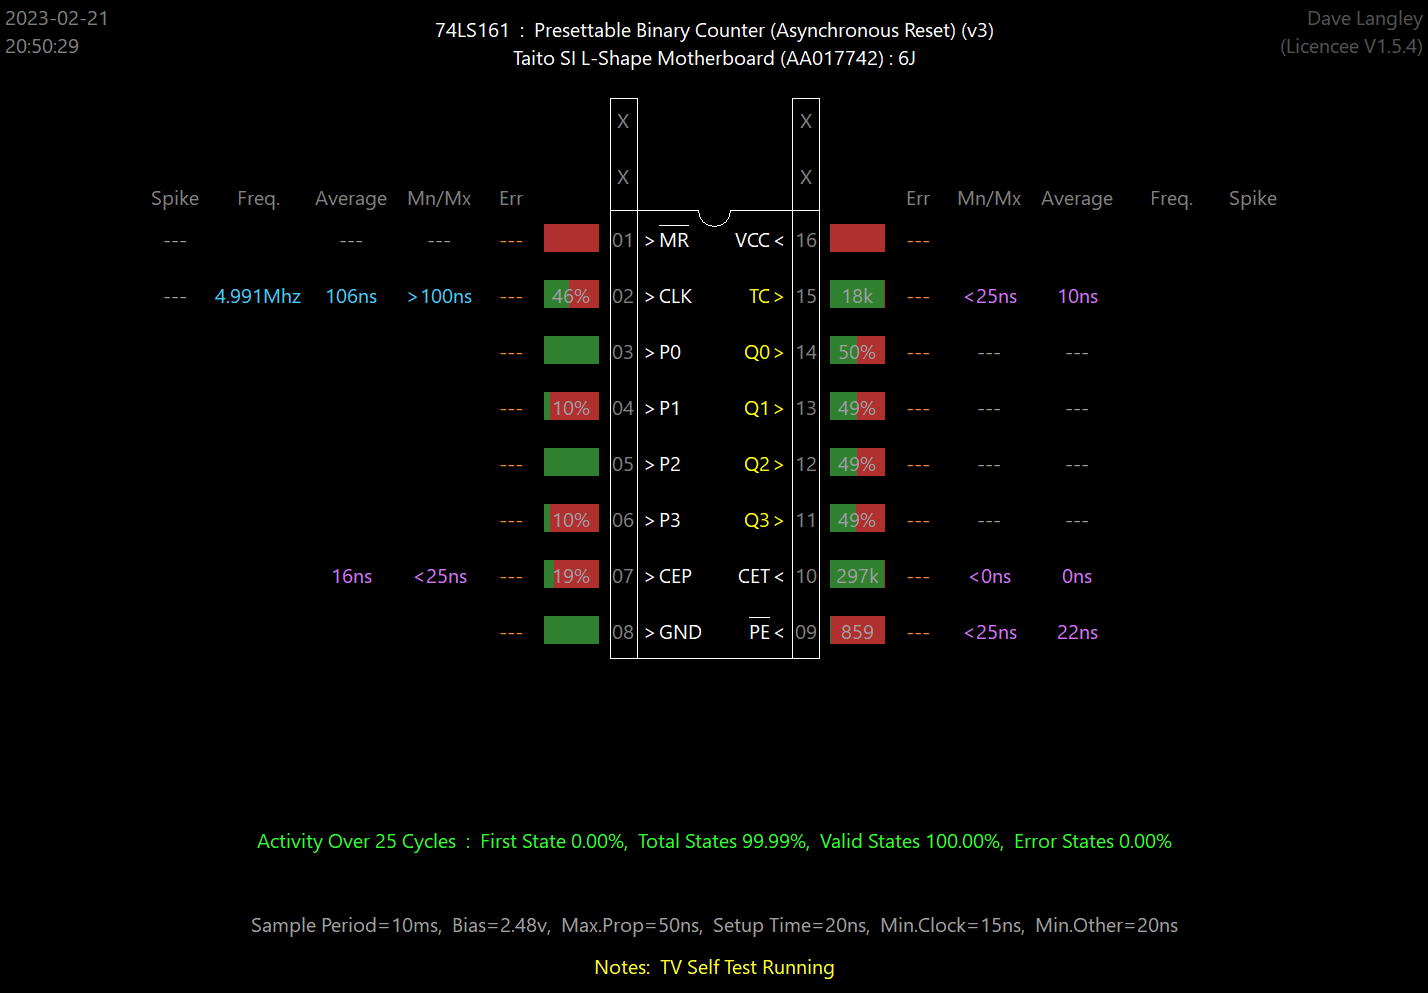 2023-02-21
20:50:29
74LS161 : Presettable Binary Counter (Asynchronous Reset) (v3)
Taito SI L-Shape Motherboard (AA017742) : 6J
Dave Langley
(Licencee V1.5.4)
X X
X X
Spike Freq. Average Mn/Mx Err Err Mn/Mx Average Freq. Spike
--- --- --- --- 01 > MR VCC < 16 ---
--- 4.991Mhz 106ns >100ns --- 46% 02 > CLK TC > 15 18k --- <25ns 10ns
--- 03 > P0 Q0 > 14 50% --- --- ---
--- 10% 04 > P1 Q1 > 13 49% --- --- ---
--- 05 > P2 Q2 > 12 49% --- --- ---
--- 10% 06 > P3 Q3 > 11 49% --- --- ---
16ns <25ns --- 19% 07 > CEP CET < 10 297k --- <0ns 0ns
--- 08 > GND PE < 09 859 --- <25ns 22ns
Activity Over 25 Cycles : First State 0.00%, Total States 99.99%, Valid States 100.00%, Error States 0.00%
Sample Period=10ms, Bias=2.48v, Max.Prop=50ns, Setup Time=20ns, Min.Clock=15ns, Min.Other=20ns
Notes: TV Self Test Running